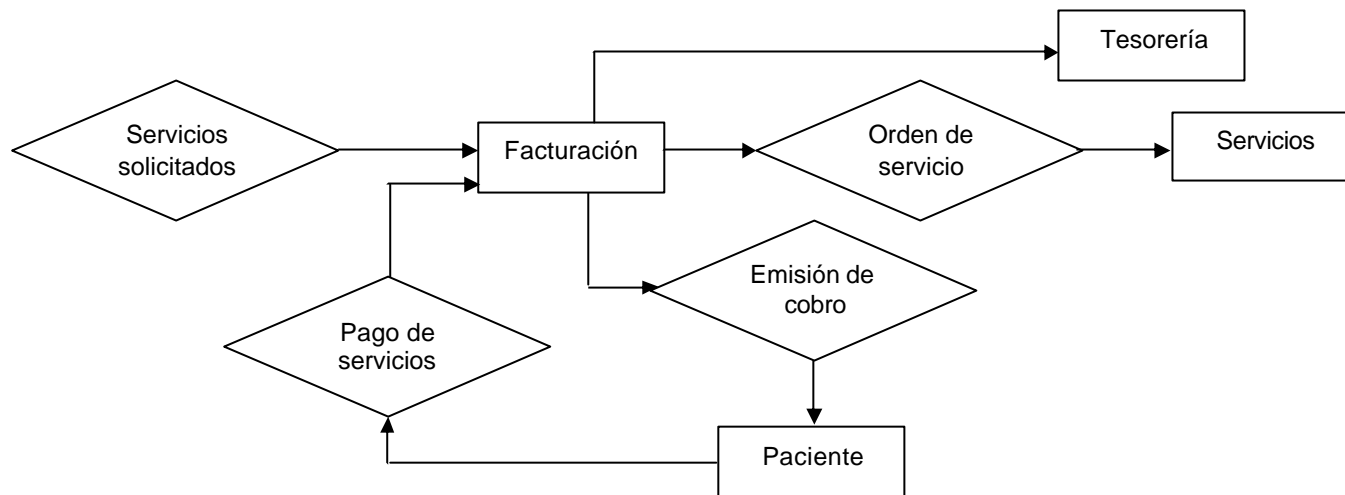 Tesorería
Servicios
solicitados
Facturación
Orden de
servicio
Servicios
Emisión de
cobro
Pago de
servicios
Paciente